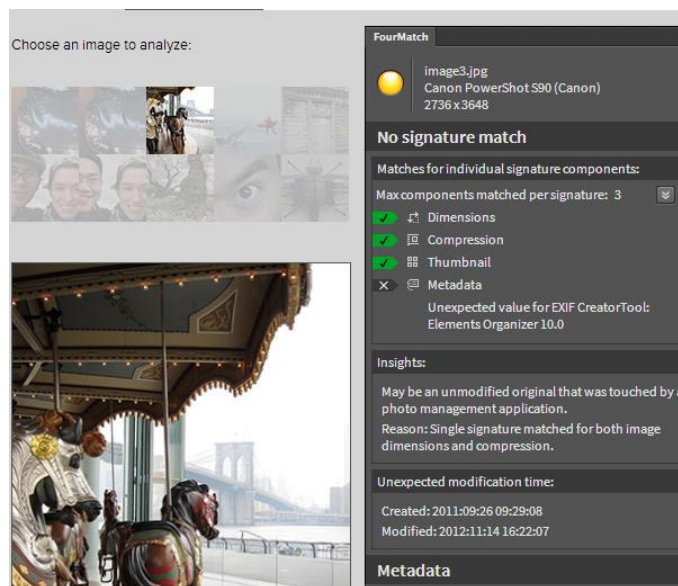 Choose an image to analyze:
FourMatch
image3.jpg
Canon PowerShot S90 (Canon)
2736 x 3648
No signature match
Matches for individual signature components:
Max components matched per signature: 3
Dimensions
Compression
Thumbnail
Metadata
Unexpected value for EXIF CreatorTool:
Elements Organizer 10.0
Insights:
May be an unmodified original that was touched by a
photo management application.
Reason: Single signature matched for both image
dimensions and compression.
Unexpected modification time:
Created: 2011:09:26 09:29:08
Modified: 2012:11:14 16:22:07
Metadata